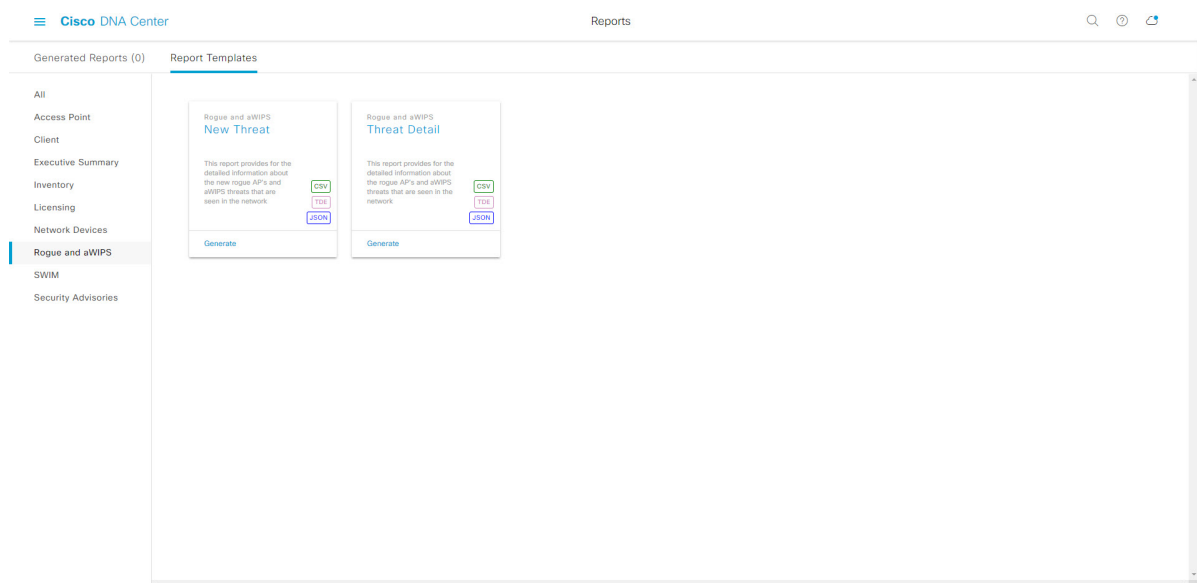 Cisco DNA Center
Reports
Generated Reports (0)
Report Templates
All
Access Point
Client
Executive Summary
Inventory
Licensing
Network Devices
Rogue and aWIPS
SWIM
Security Advisories
Rogue and aWIPS
New Threat
This report provides for the
detailed information about
the new rogue AP's and
aWIPS threats that are
seen in the network
CSV
TDE
JSON
Generate
Rogue and aWIPS
Threat Detail
This report provides for the
detailed information about
the rogue AP's and aWIPS
threats that are seen in the
network
CSV
TDE
JSON
Generate